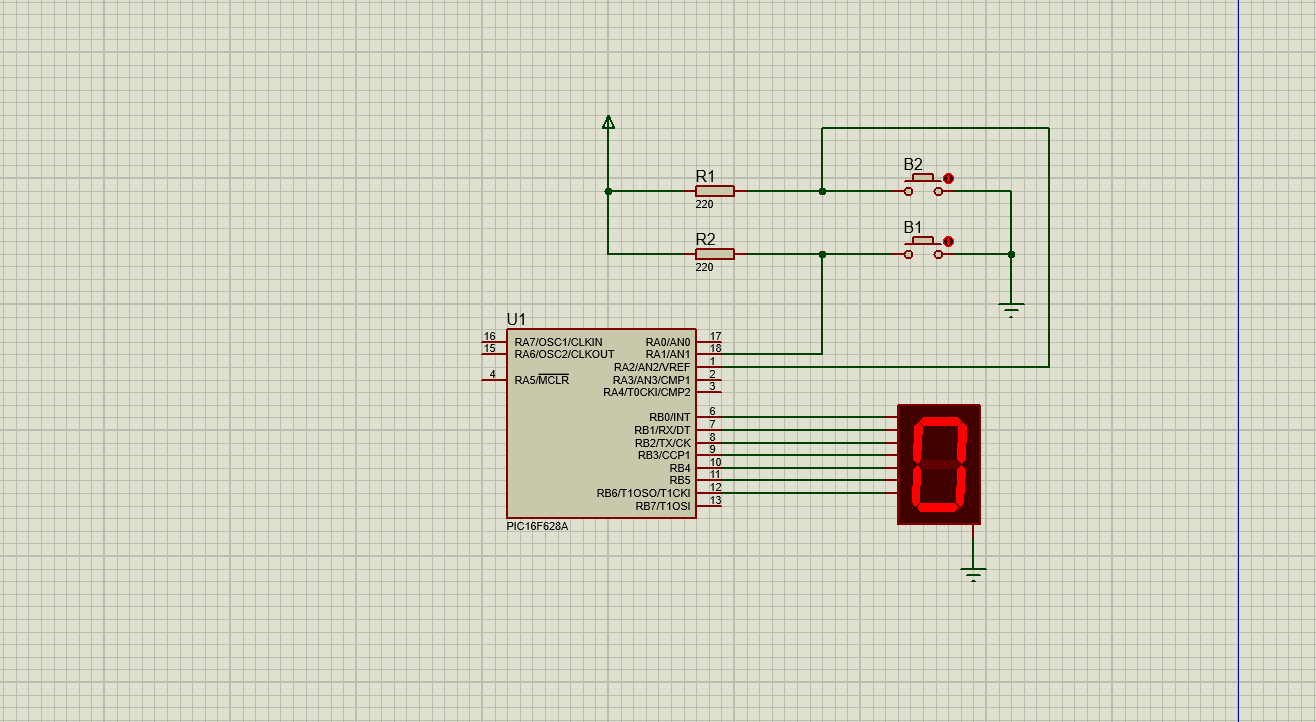 R1
220
B2
R2
220
B1
U1
16
15
4
RA7/OSC1/CLKIN
RA6/OSC2/CLKOUT
RA5/MCLR
RA0/AN0
RA1/AN1
RA2/AN2/VREF
RA3/AN3/CMP1
RA4/T0CKI/CMP2
RB0/INT
RB1/RX/DT
RB2/TX/CK
RB3/CCP1
RB4
RB5
RB6/T1OSO/T1CKI
RB7/T1OSI
17
18
1
2
3
6
7
8
9
10
11
12
13
0
PIC16F628A